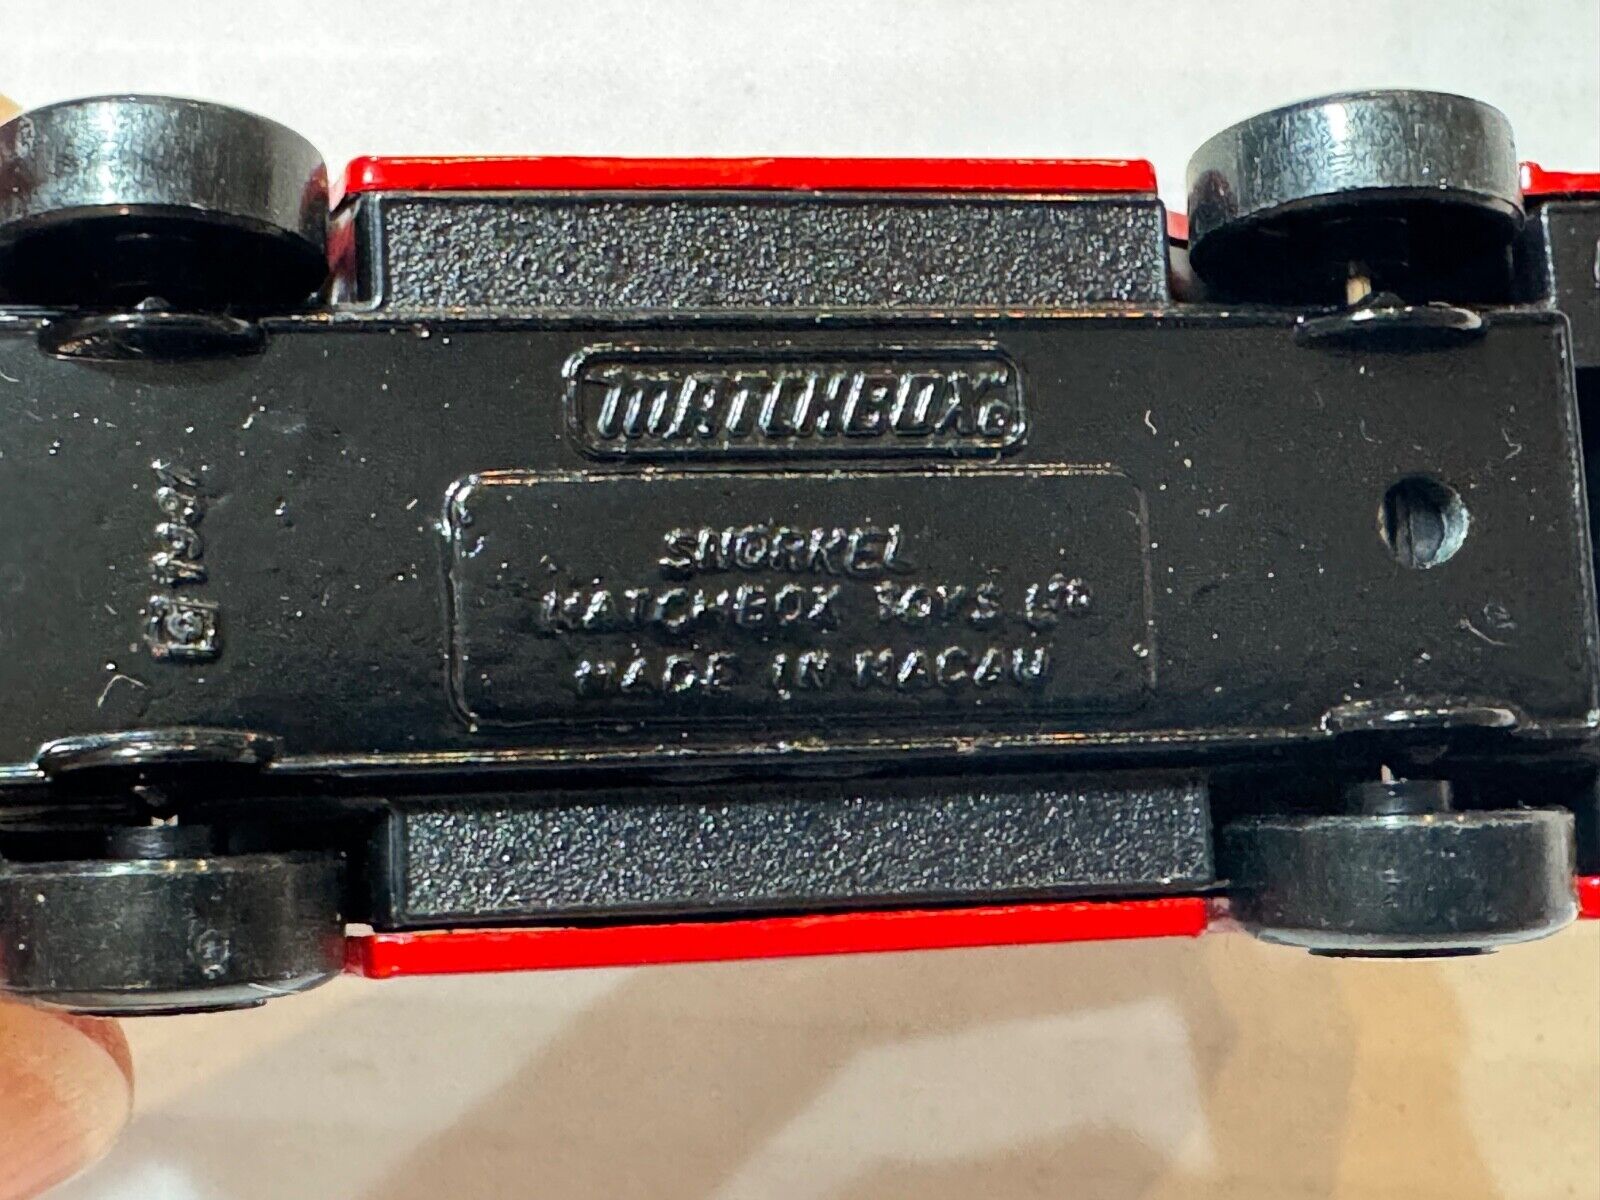 MATCHBOX®
SNORKEL
MATCHBOX TOYS LTD
MADE IN MACAU
© 1981